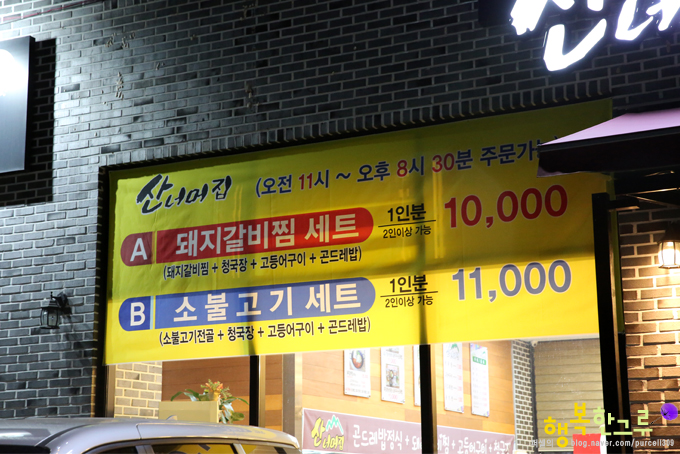 산너머집 (오전 11시 ~ 오후 8시 30분 주문가능
A 돼지갈비찜 세트 1인분 10,000
2인이상 가능
(돼지갈비찜 + 청국장 + 고등어구이 + 곤드레밥)
B 소불고기 세트 1인분 11,000
2인이상 가능
(소불고기전골 + 청국장 + 고등어구이 + 곤드레밥)
산너머집 곤드레밥정식
행복한그류
blog.naver.com/purcell309